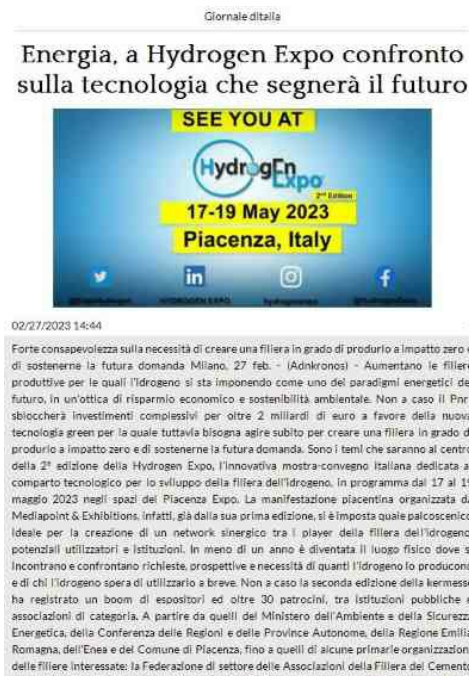 Giornale ditalia
Energia, a Hydrogen Expo confronto
sulla tecnologia che segnerà il futuro
SEE YOU AT
HydrogEn
Expo
2nd Edition
17-19 May 2023
Piacenza, Italy
HYDROGEN EXPO
02/27/2023 14:44
Forte consapevolezza sulla necessità di creare una filiera in grado di produrlo a impatto zero e
di sostenerne la futura domanda Milano, 27 feb. - (Adnkronos) - Aumentano le filiere
produttive per le quali l'idrogeno si sta imponendo come uno dei paradigmi energetici del
futuro, in un'ottica di risparmio economico e sostenibilità ambientale. Non a caso il Pnrr
sbloccherà investimenti complessivi per oltre 2 miliardi di euro a favore della nuova
tecnologia green per la quale tuttavia bisogna agire subito per creare una filiera in grado di
produrlo a impatto zero e di sostenerne la futura domanda. Sono i temi che saranno al centro
della 2ª edizione della Hydrogen Expo, l'innovativa mostra-convegno italiana dedicata al
comparto tecnologico per lo sviluppo della filiera dell'idrogeno, in programma dal 17 al 19
maggio 2023 negli spazi del Piacenza Expo. La manifestazione piacentina organizzata da
Mediapoint & Exhibitions, infatti, già dalla sua prima edizione, si è imposta quale palcoscenico
ideale per la creazione di un network sinergico tra i player della filiera dell'idrogeno,
potenziali utilizzatori e istituzioni. In meno di un anno è diventata il luogo fisico dove si
incontrano e confrontano richieste, prospettive e necessità di quanti l'idrogeno lo producono
e di chi l'idrogeno spera di utilizzarlo a breve. Non a caso la seconda edizione della kermesse
ha registrato un boom di espositori ed oltre 30 patrocini, tra istituzioni pubbliche e
associazioni di categoria. A partire da quelli del Ministero dell'Ambiente e della Sicurezza
Energetica, della Conferenza delle Regioni e delle Province Autonome, della Regione Emilia
Romagna, dell'Enea e del Comune di Piacenza, fino a quelli di alcune primarie organizzazioni
delle filiere interessate: la Federazione di settore delle Associazioni della Filiera del Cemento